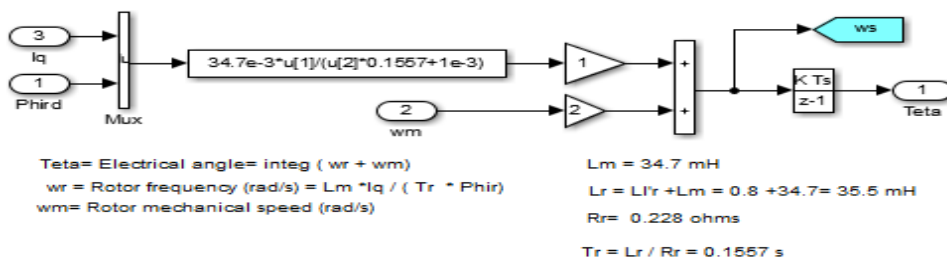 3
Iq
1
Phird
u
Mux
34.7e-3*u[1]/(u[2]*0.1557+1e-3)
2
wm
1
2
+
+
ws
K Ts
z-1
1
Teta
Teta= Electrical angle= integ ( wr + wm)
wr = Rotor frequency (rad/s) = Lm *Iq / ( Tr * Phir)
wm= Rotor mechanical speed (rad/s)
Lm = 34.7 mH
Lr = Ll'r +Lm = 0.8 +34.7= 35.5 mH
Rr= 0.228 ohms
Tr = Lr / Rr = 0.1557 s